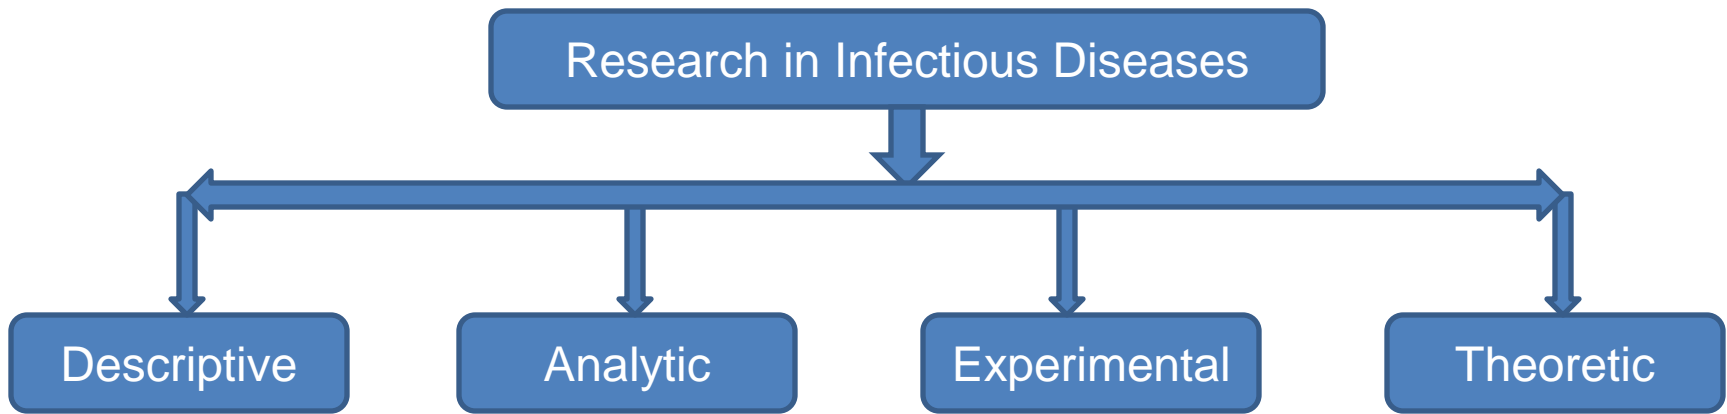 Research in Infectious Diseases
Descriptive
Analytic
Experimental
Theoretic